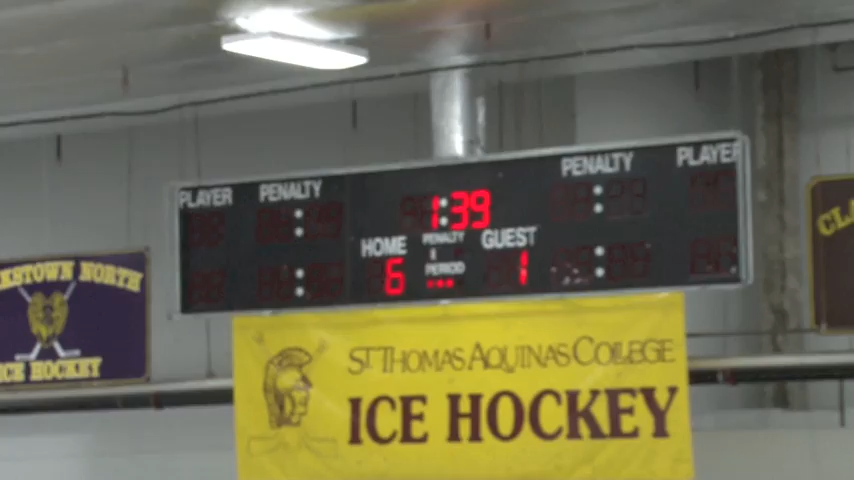 PLAYER PENALTY 1:39 PENALTY PLAYER
HOME PENALTY & PERIOD GUEST
6 1
KSTOWN NORTH
ICE HOCKEY
CLA
ST THOMAS AQUINAS COLLEGE
ICE HOCKEY